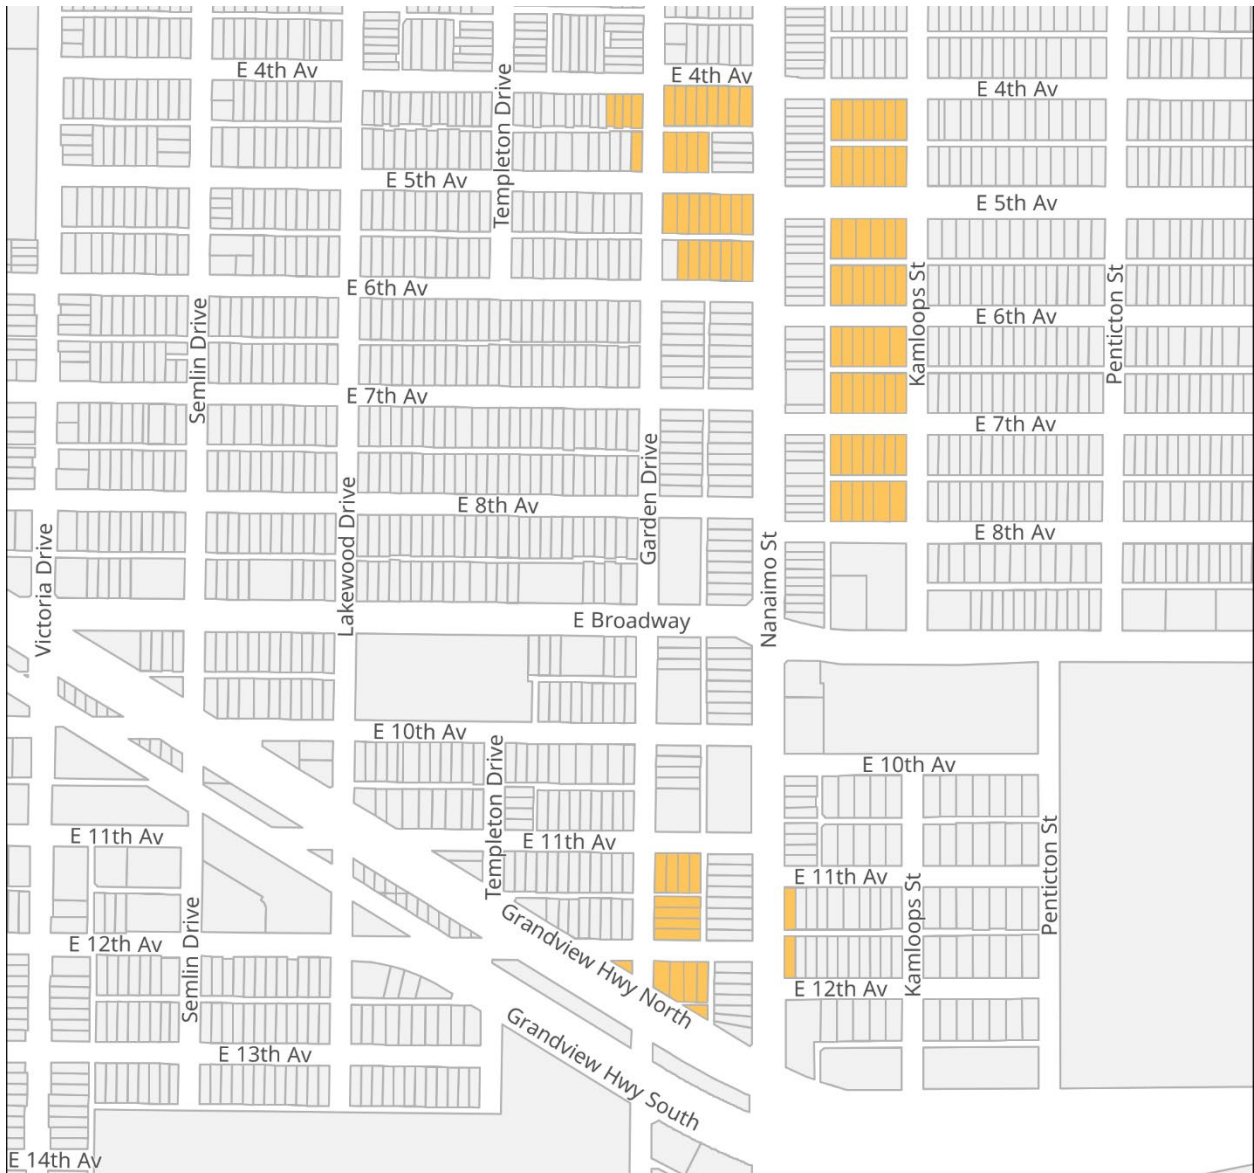 E 4th Av
E 4th Av
E 4th Av
Templeton Drive
E 5th Av
E 5th Av
E 6th Av
Semlin Drive
Kamloops St
Penticton St
E 6th Av
E 7th Av
E 7th Av
Garden Drive
Lakewood Drive
E 8th Av
E 8th Av
Victoria Drive
Nanaimo St
E Broadway
E 10th Av
Templeton Drive
E 10th Av
E 11th Av
E 11th Av
Penticton St
E 11th Av
Kamloops St
Semlin Drive
E 12th Av
Grandview Hwy North
E 12th Av
Grandview Hwy South
E 13th Av
E 14th Av